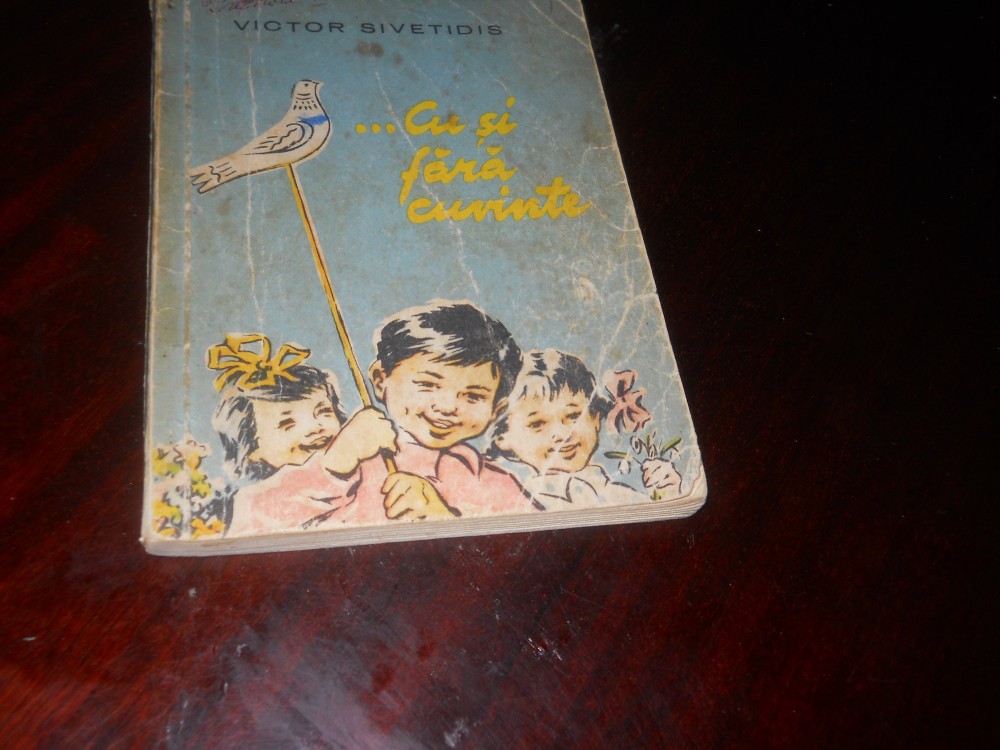 VICTOR SIVETIDIS
... Cu și
fără
cuvinte